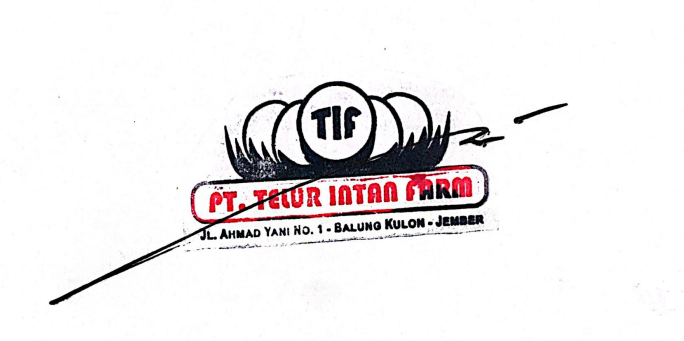 TIF
PT. TELUR INTAN FARM
JL. AHMAD YANI NO. 1 - BALUNG KULON - JEMBER